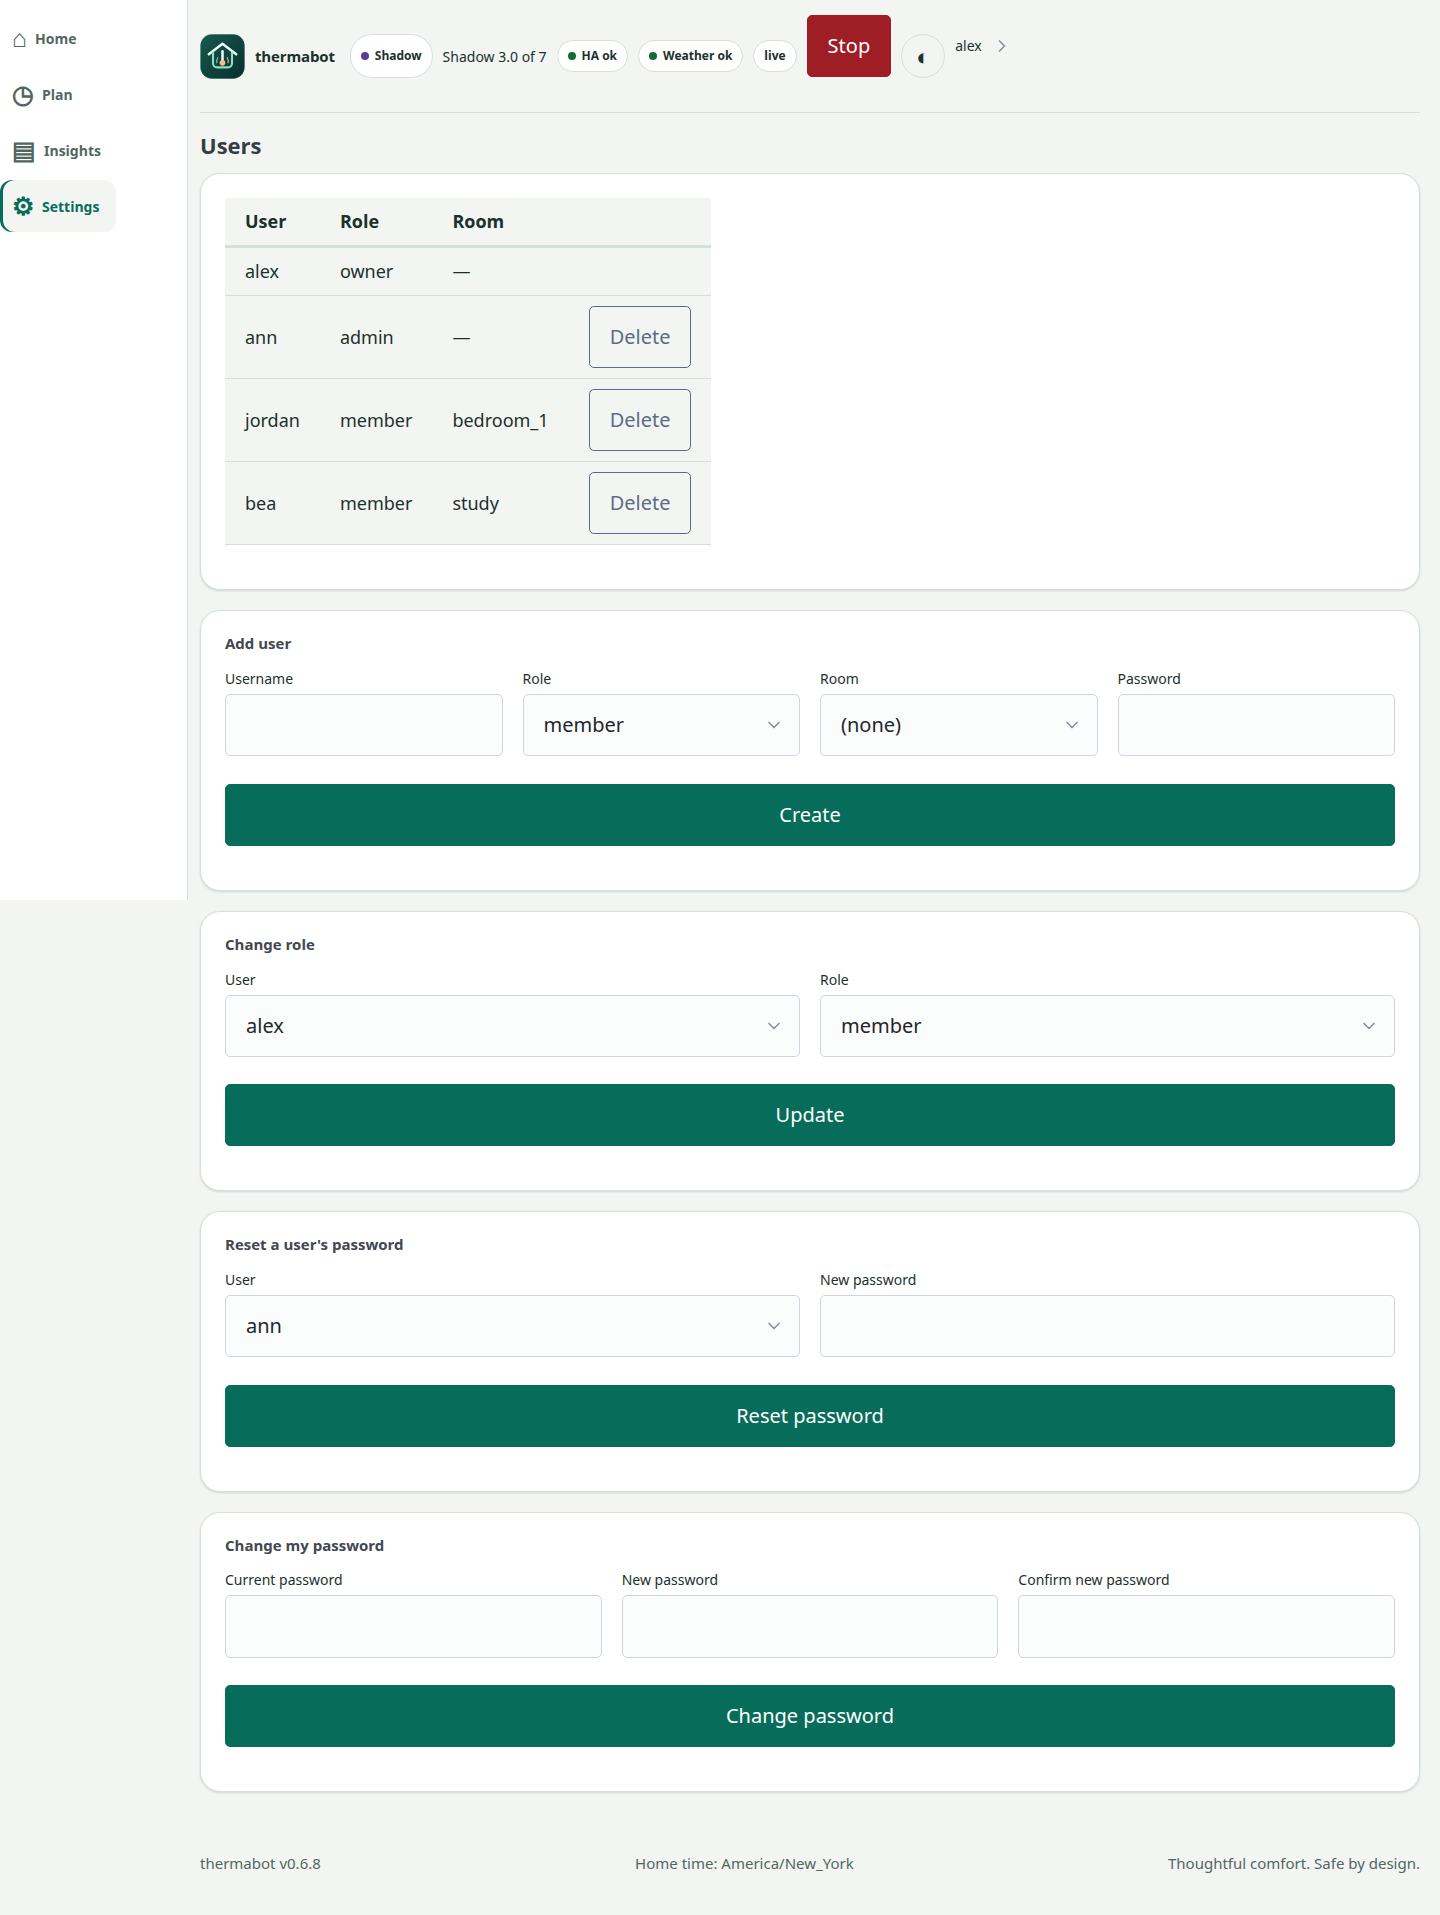 Home
Plan
Insights
Settings
thermabot
Shadow
Shadow 3.0 of 7
HA ok
Weather ok
live
Stop
alex
Users
User Role Room
alex owner —
ann admin — Delete
jordan member bedroom_1 Delete
bea member study Delete
Add user
Username Role Room Password
member (none)
Create
Change role
User Role
alex member
Update
Reset a user's password
User New password
ann
Reset password
Change my password
Current password New password Confirm new password
Change password
thermabot v0.6.8 Home time: America/New_York Thoughtful comfort. Safe by design.